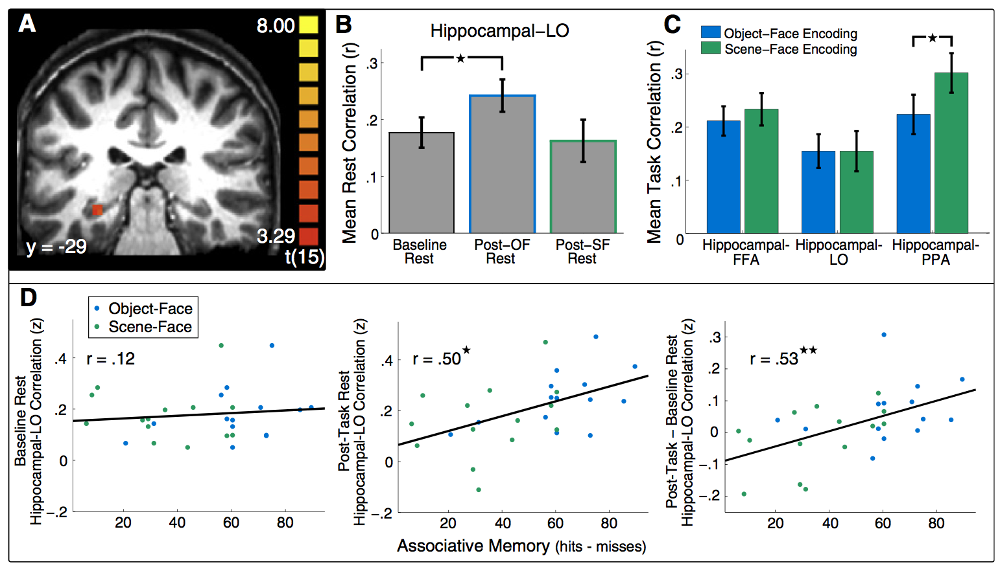 A
8.00
3.29
t(15)
y = -29
B
Hippocampal–LO
Mean Rest Correlation (r)
.3
.2
.1
0
★
Baseline
Rest
Post–OF
Rest
Post–SF
Rest
C
Object–Face Encoding
Scene–Face Encoding
★
Mean Task Correlation (r)
.3
.2
.1
0
Hippocampal-
FFA
Hippocampal-
LO
Hippocampal-
PPA
D
Object-Face
Scene-Face
Baseline Rest
Hippocampal-LO Correlation (z)
r = .12
.4
.2
0
–.2
20 40 60 80
Post-Task Rest
Hippocampal-LO Correlation (z)
r = .50★
.4
.2
0
–.2
20 40 60 80
Post-Task – Baseline Rest
Hippocampal-LO Correlation (z)
r = .53★★
.3
.2
.1
0
–.1
–.2
20 40 60 80
Associative Memory (hits - misses)